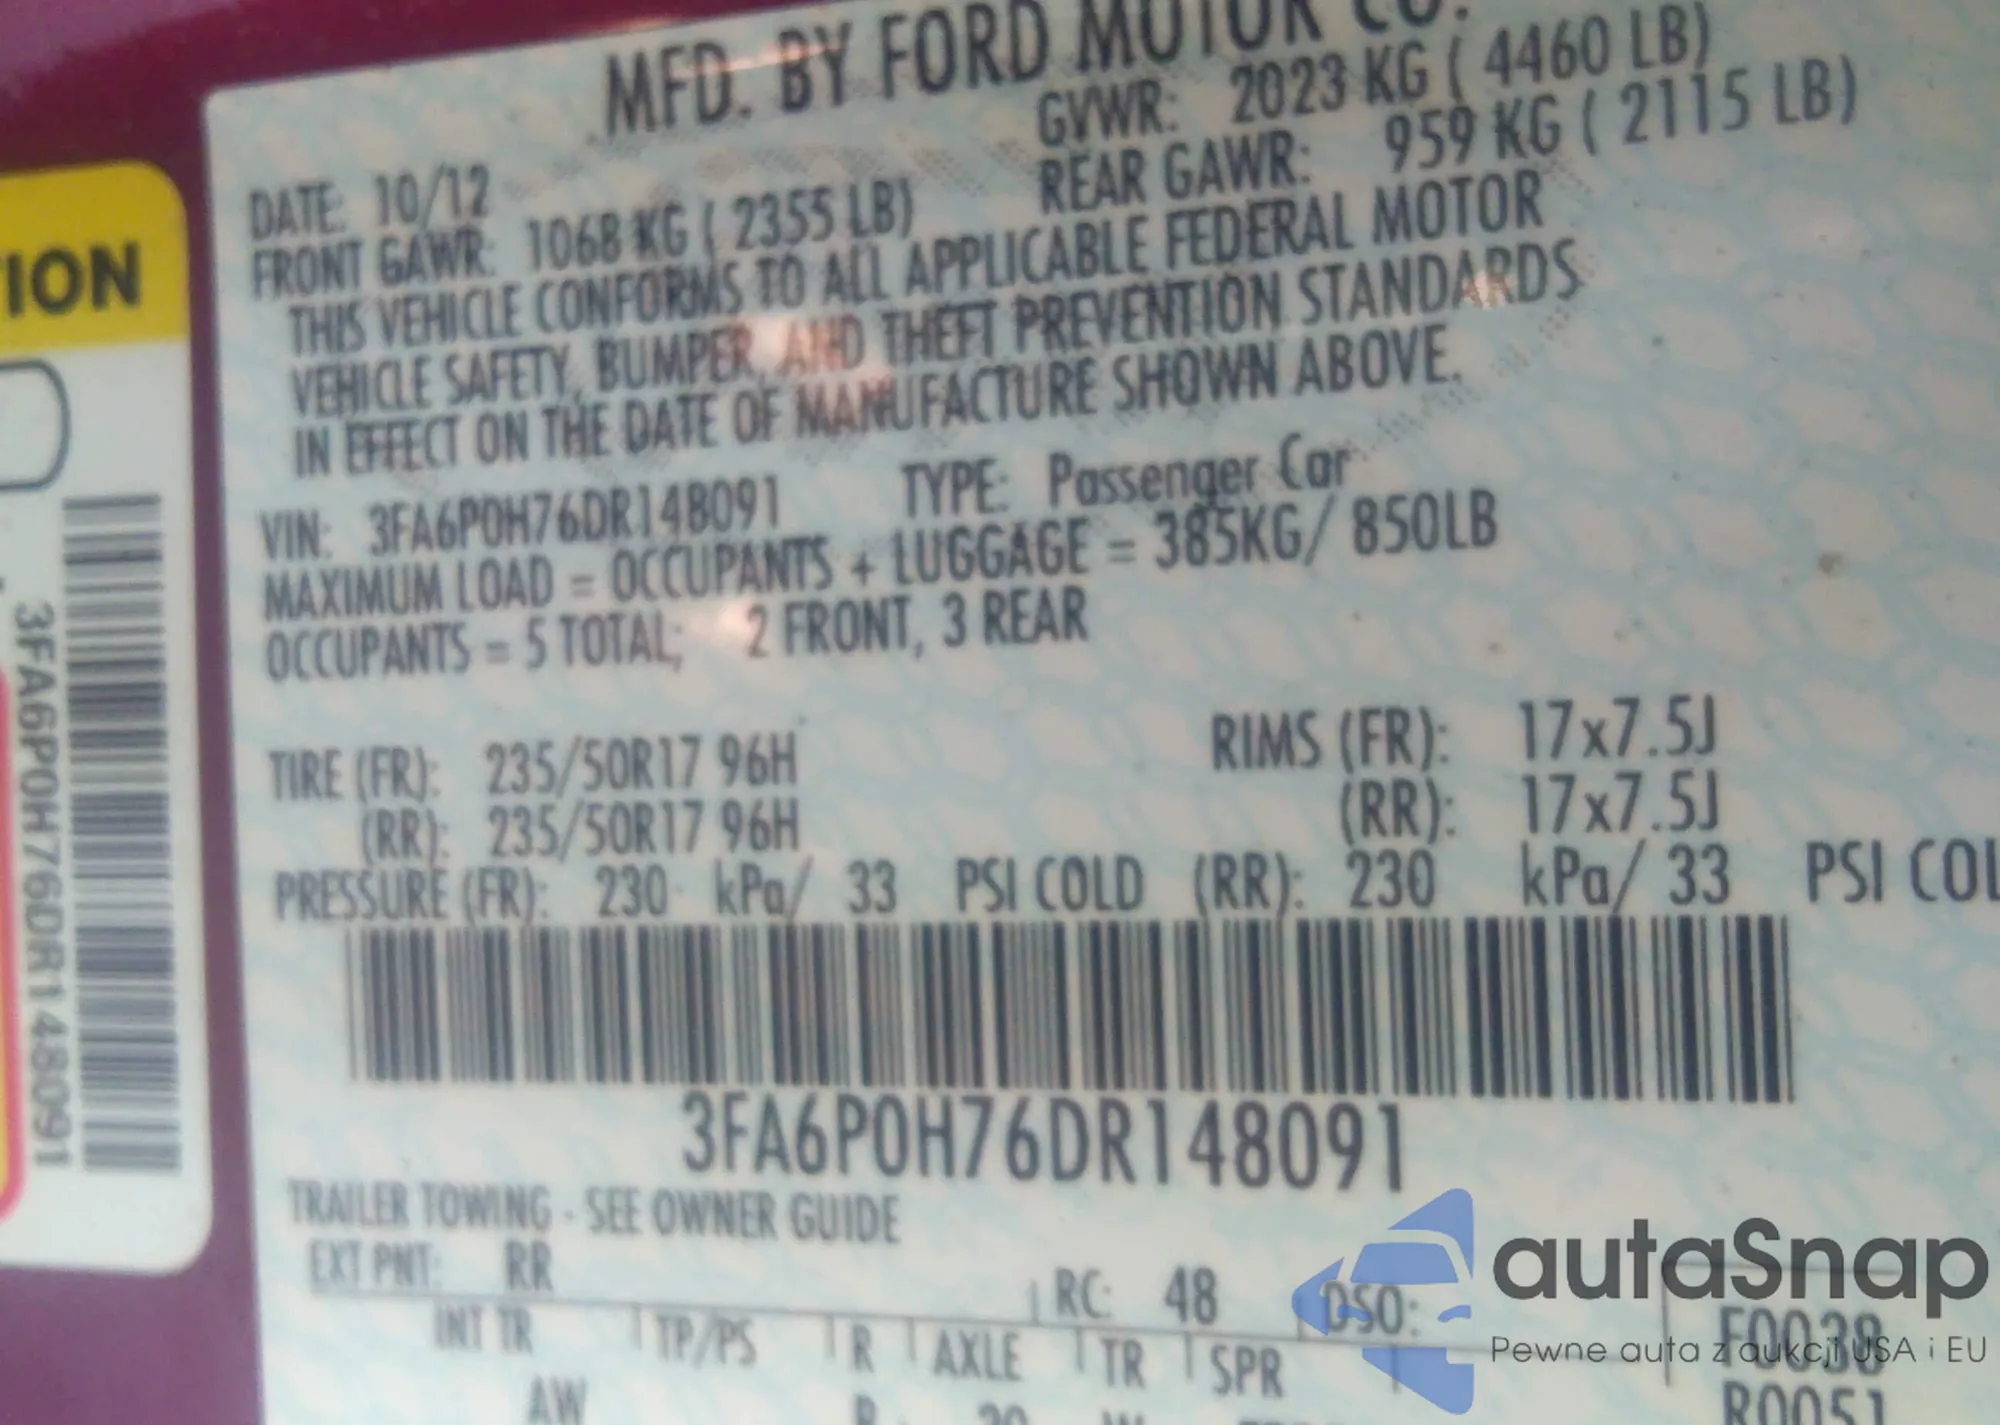 MFD. BY FORD MOTOR CO.
DATE: 10/12 GVWR: 2023 KG ( 4460 LB)
FRONT GAWR: 1068 KG ( 2355 LB) REAR GAWR: 959 KG ( 2115 LB)
THIS VEHICLE CONFORMS TO ALL APPLICABLE FEDERAL MOTOR
VEHICLE SAFETY, BUMPER, AND THEFT PREVENTION STANDARDS
IN EFFECT ON THE DATE OF MANUFACTURE SHOWN ABOVE.
VIN: 3FA6P0H76DR148091 TYPE: Passenger Car
MAXIMUM LOAD = OCCUPANTS + LUGGAGE = 385KG/ 850LB
OCCUPANTS = 5 TOTAL; 2 FRONT, 3 REAR
TIRE (FR): 235/50R17 96H RIMS (FR): 17x7.5J
(RR): 235/50R17 96H (RR): 17x7.5J
PRESSURE (FR): 230 kPa/ 33 PSI COLD (RR): 230 kPa/ 33 PSI COL
3FA6P0H76DR148091
TRAILER TOWING - SEE OWNER GUIDE
EXT PNT: RR RC: 48 DSO:
INT TR TP/PS R AXLE TR SPR F0038
AW R0051
ION
3FA6P0H76DR148091
autaSnap
Pewne auta z aukcji USA i EU